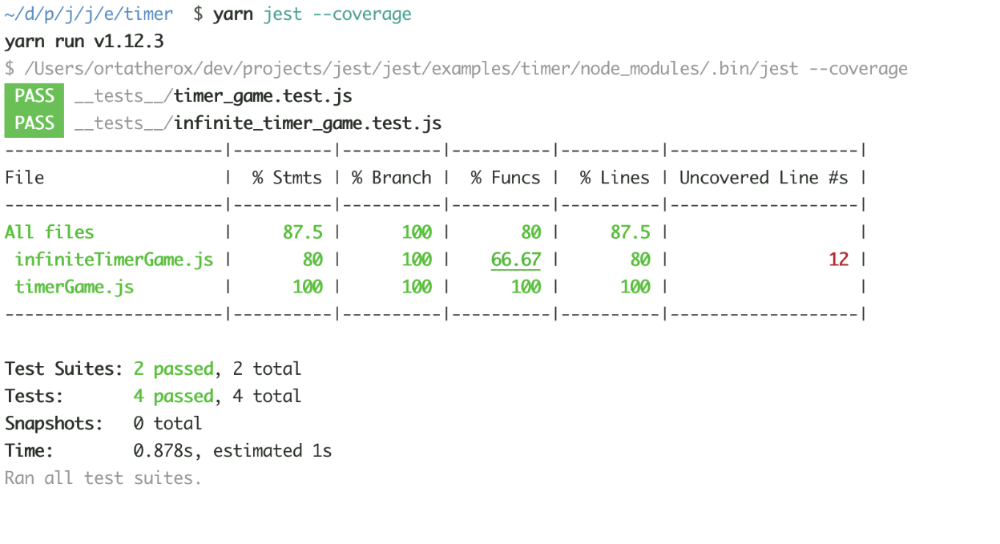 ~/d/p/j/j/e/timer  $ yarn jest --coverage
yarn run v1.12.3
$ /Users/ortatherox/dev/projects/jest/jest/examples/timer/node_modules/.bin/jest --coverage
PASS __tests__/timer_game.test.js
PASS __tests__/infinite_timer_game.test.js
----------------------|----------|----------|----------|----------|-------------------|
File                  |  % Stmts | % Branch |  % Funcs |  % Lines | Uncovered Line #s |
----------------------|----------|----------|----------|----------|-------------------|
All files             |     87.5 |      100 |       80 |     87.5 |                   |
 infiniteTimerGame.js |       80 |      100 |    66.67 |       80 |                12 |
 timerGame.js         |      100 |      100 |      100 |      100 |                   |
----------------------|----------|----------|----------|----------|-------------------|
Test Suites: 2 passed, 2 total
Tests:       4 passed, 4 total
Snapshots:   0 total
Time:        0.878s, estimated 1s
Ran all test suites.